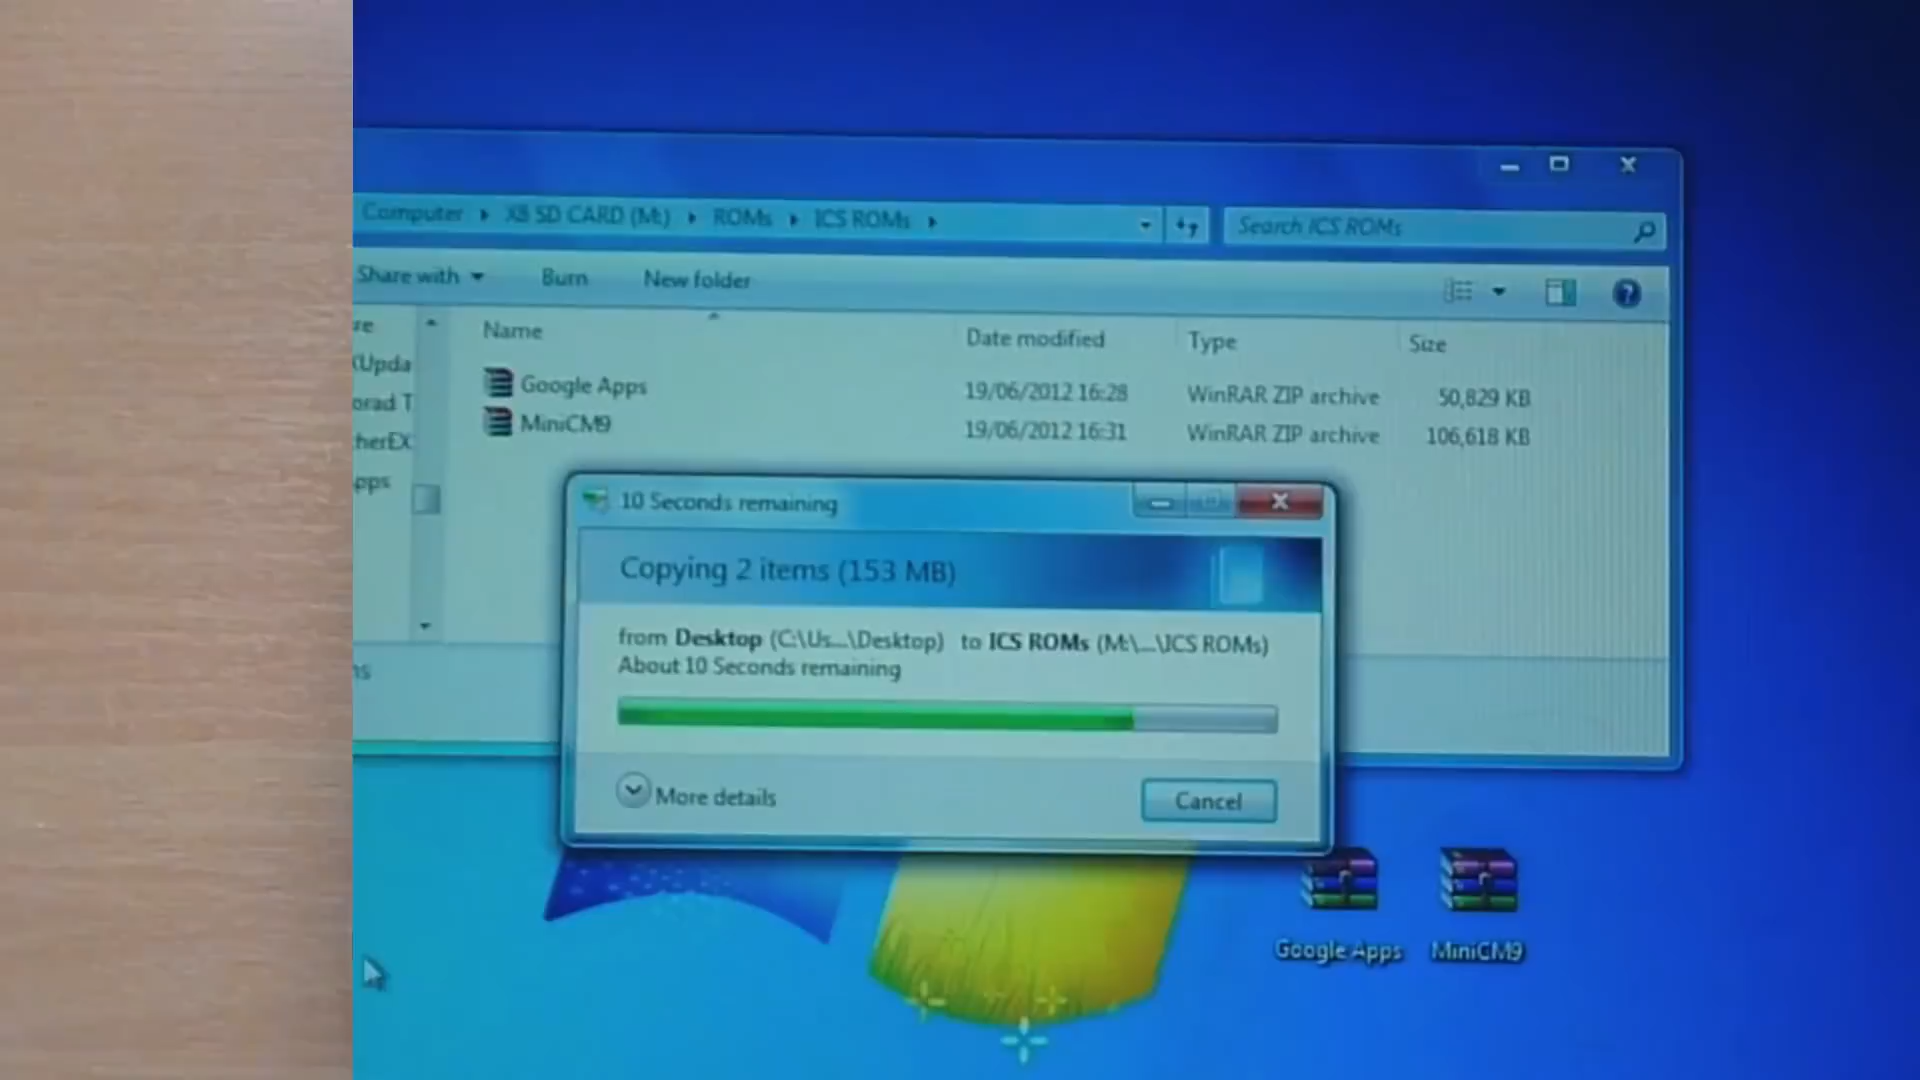 Computer ▸ X8 SD CARD (M:) ▸ ROMs ▸ ICS ROMs ▸
Search ICS ROMs
Share with
Burn
New folder
Name
Date modified
Type
Size
Google Apps
19/06/2012 16:28
WinRAR ZIP archive
50,829 KB
MiniCM9
19/06/2012 16:31
WinRAR ZIP archive
106,618 KB
10 Seconds remaining
Copying 2 items (153 MB)
from Desktop (C:\Us...\Desktop) to ICS ROMs (M:\...\ICS ROMs)
About 10 Seconds remaining
More details
Cancel
Google Apps
MiniCM9